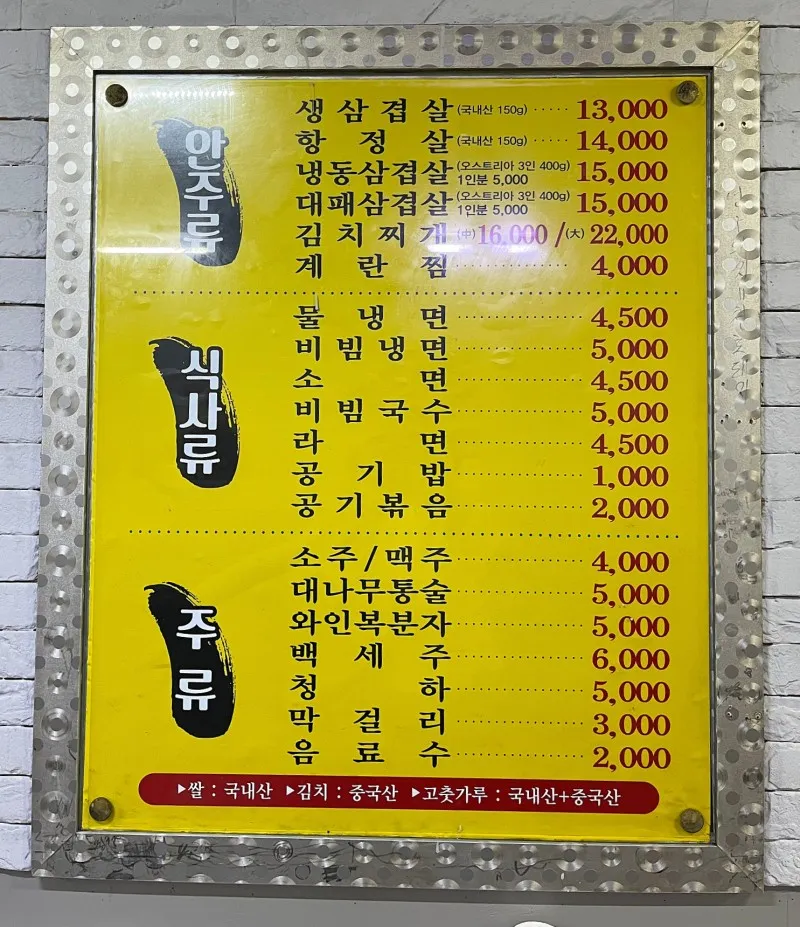 안주류
생삼겹살 (국내산 150g) ····· 13,000
항정살 (국내산 150g) ····· 14,000
냉동삼겹살 (오스트리아 3인 400g) 1인분 5,000 15,000
대패삼겹살 (오스트리아 3인 400g) 1인분 5,000 15,000
김치찌개 (中)16,000 / (大) 22,000
계란찜 ·············· 4,000
식사류
물냉면 ·············· 4,500
비빔냉면 ·············· 5,000
소면 ·············· 4,500
비빔국수 ·············· 5,000
라면 ·············· 4,500
공기밥 ·············· 1,000
공기볶음 ·············· 2,000
주류
소주/맥주 ·············· 4,000
대나무통술 ·············· 5,000
와인복분자 ·············· 5,000
백세주 ·············· 6,000
청하 ·············· 5,000
막걸리 ·············· 3,000
음료수 ·············· 2,000
▶쌀 : 국내산 ▶김치 : 중국산 ▶고춧가루 : 국내산+중국산